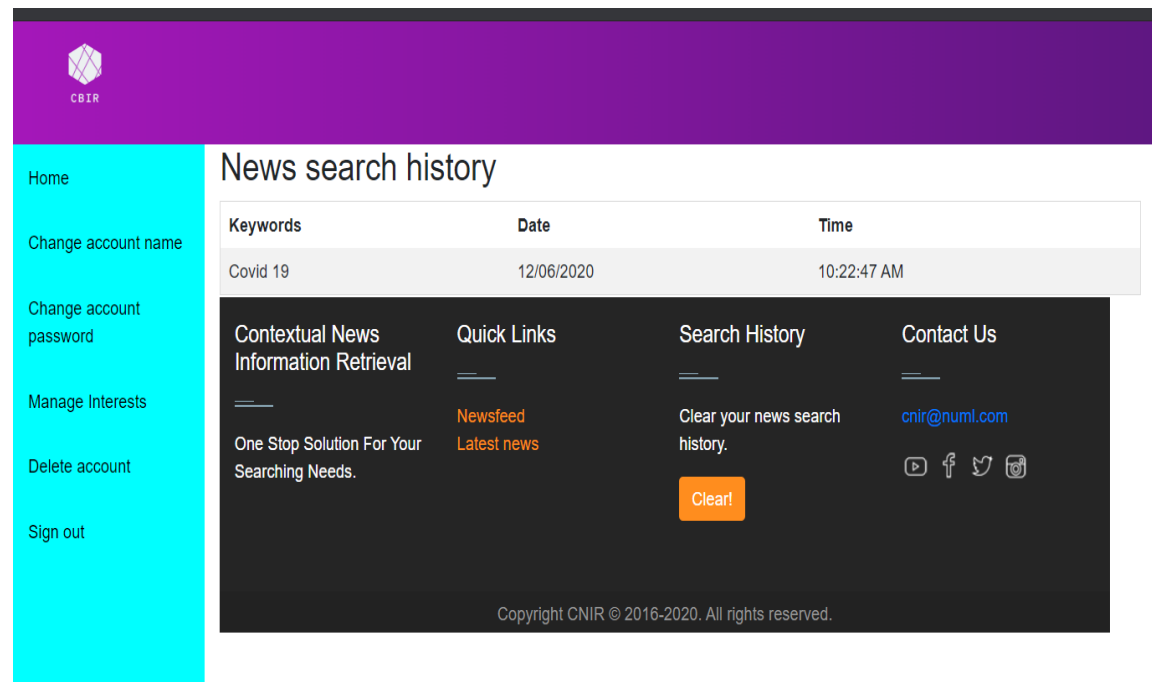 CBIR
Home
Change account name
Change account
password
Manage Interests
Delete account
Sign out
News search history
Keywords Date Time
Covid 19 12/06/2020 10:22:47 AM
Contextual News
Information Retrieval
One Stop Solution For Your
Searching Needs.
Quick Links
Newsfeed
Latest news
Search History
Clear your news search
history.
Clear!
Contact Us
cnir@numl.com
Copyright CNIR © 2016-2020. All rights reserved.